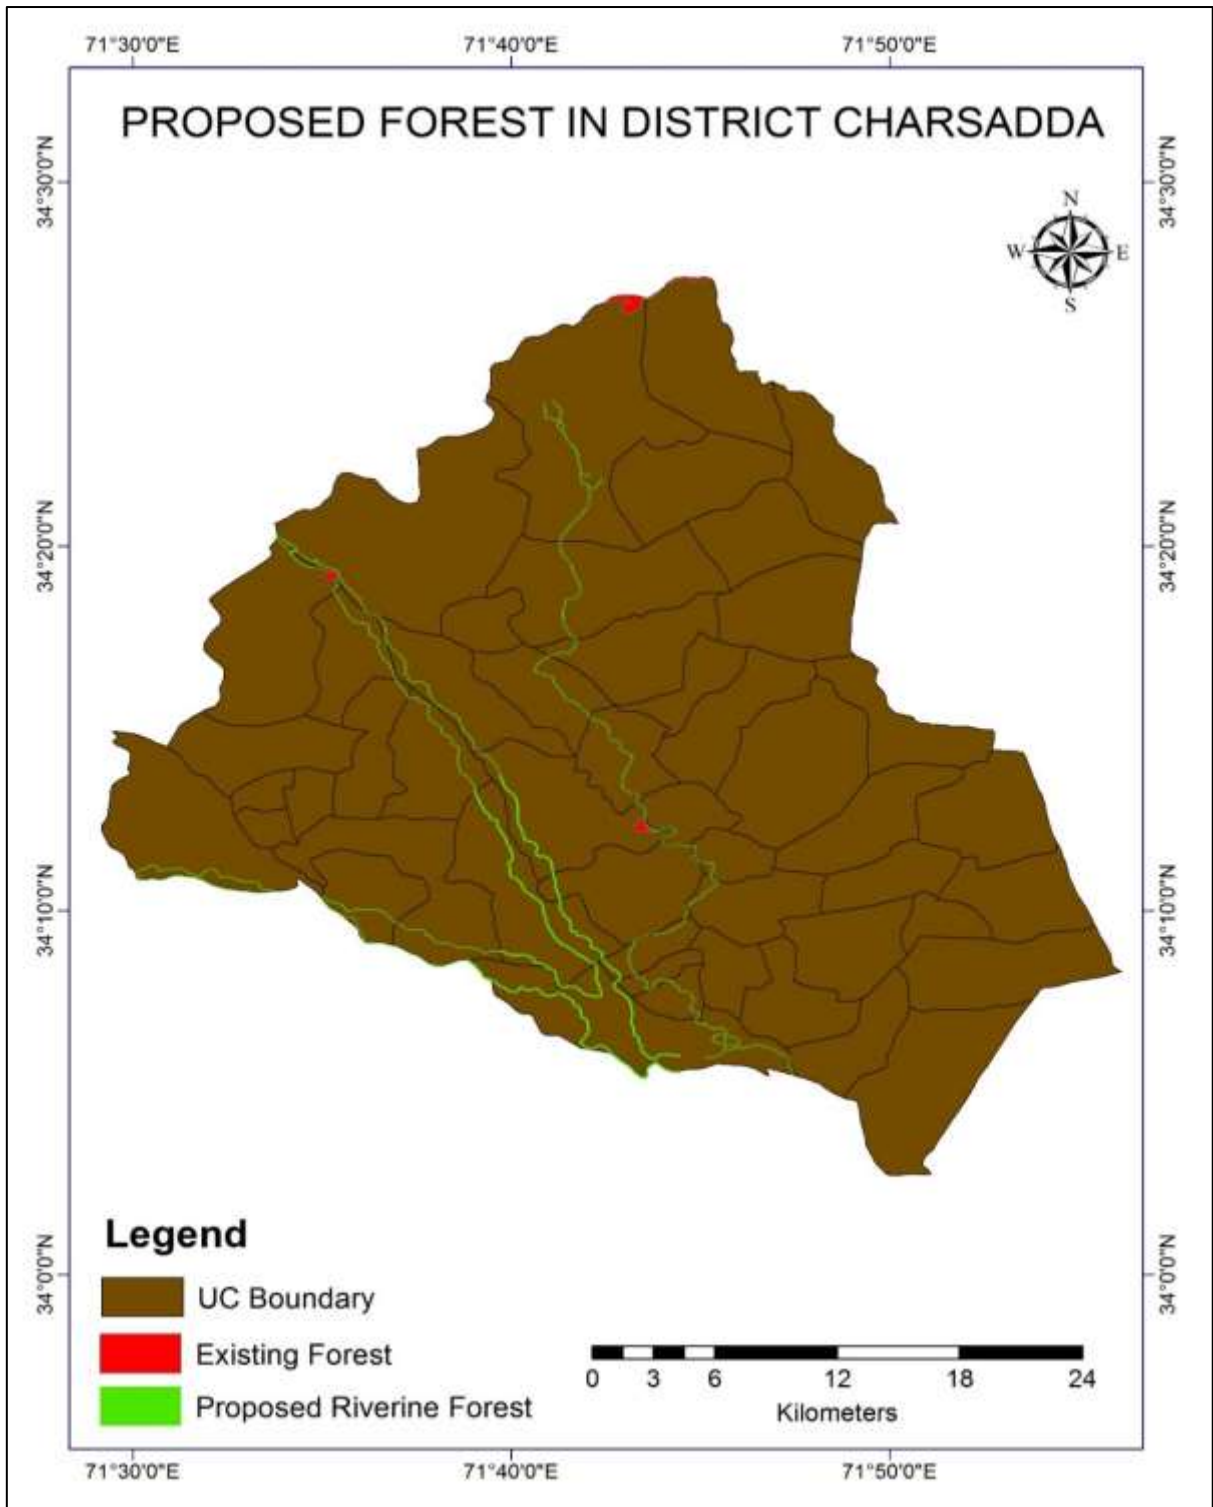 71°30'0"E 71°40'0"E 71°50'0"E
PROPOSED FOREST IN DISTRICT CHARSADDA
34°30'0"N 34°30'0"N
N
W E
S
34°20'0"N 34°20'0"N
34°10'0"N 34°10'0"N
34°0'0"N 34°0'0"N
Legend
UC Boundary
Existing Forest
Proposed Riverine Forest
0 3 6 12 18 24
Kilometers
71°30'0"E 71°40'0"E 71°50'0"E